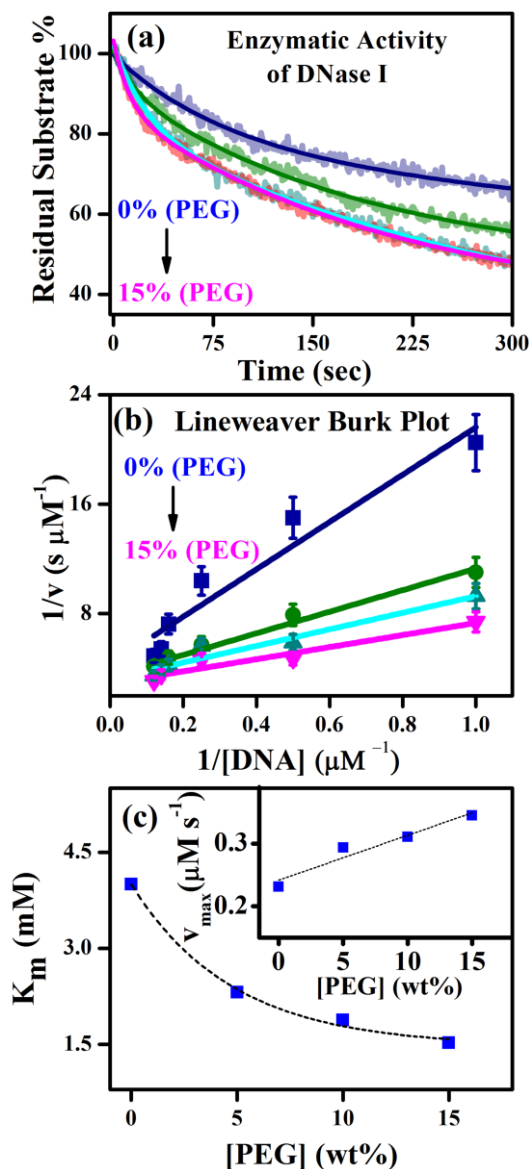 (a) Enzymatic Activity
of DNase I
Residual Substrate %
100
80
60
40
0% (PEG)
15% (PEG)
0 75 150 225 300
Time (sec)
(b) Lineweaver Burk Plot
0% (PEG)
15% (PEG)
1/v (s μM⁻¹)
24
16
8
0.0 0.2 0.4 0.6 0.8 1.0
1/[DNA] (μM⁻¹)
(c)
Kₘ (mM)
4.5
3.0
1.5
0 5 10 15
[PEG] (wt%)
vₘₐₓ (μM s⁻¹)
0.3
0.2
0 5 10 15
[PEG] (wt%)